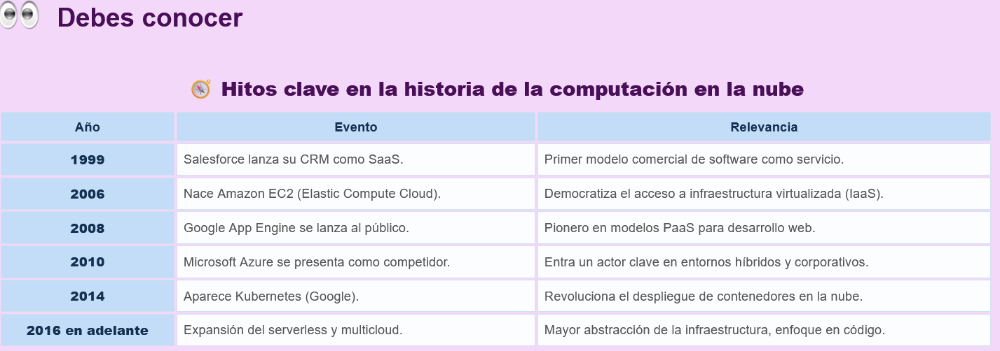 Debes conocer
Hitos clave en la historia de la computación en la nube
Año Evento Relevancia
1999 Salesforce lanza su CRM como SaaS. Primer modelo comercial de software como servicio.
2006 Nace Amazon EC2 (Elastic Compute Cloud). Democratiza el acceso a infraestructura virtualizada (IaaS).
2008 Google App Engine se lanza al público. Pionero en modelos PaaS para desarrollo web.
2010 Microsoft Azure se presenta como competidor. Entra un actor clave en entornos híbridos y corporativos.
2014 Aparece Kubernetes (Google). Revoluciona el despliegue de contenedores en la nube.
2016 en adelante Expansión del serverless y multicloud. Mayor abstracción de la infraestructura, enfoque en código.